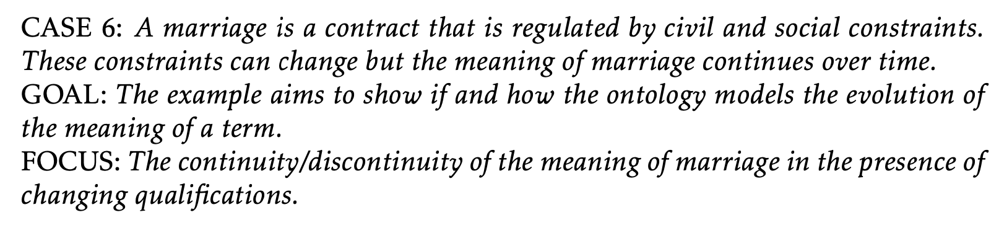 CASE 6: A marriage is a contract that is regulated by civil and social constraints.
These constraints can change but the meaning of marriage continues over time.
GOAL: The example aims to show if and how the ontology models the evolution of
the meaning of a term.
FOCUS: The continuity/discontinuity of the meaning of marriage in the presence of
changing qualifications.